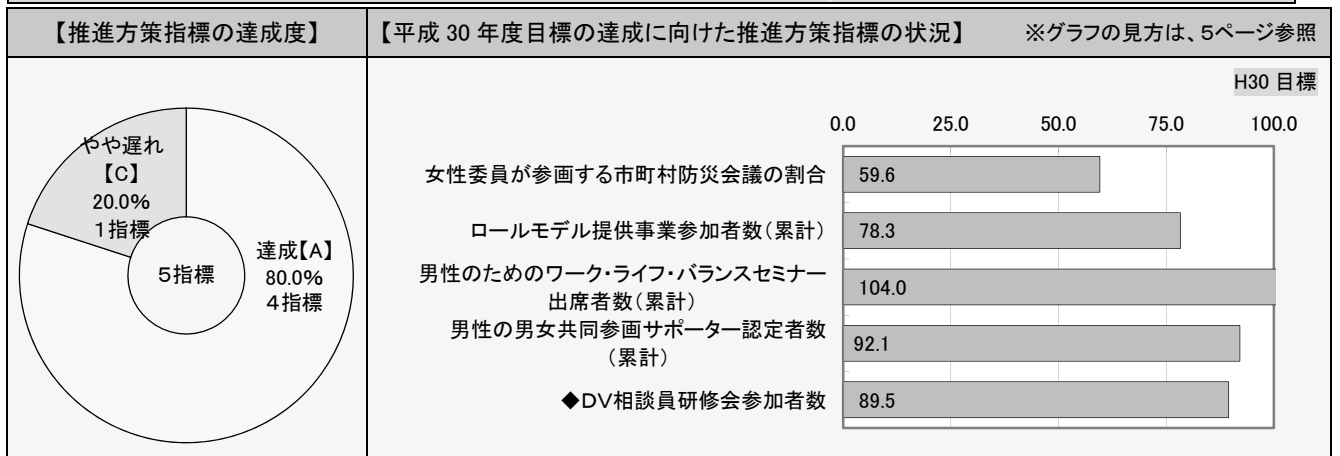 【推進方策指標の達成度】
【平成 30 年度目標の達成に向けた推進方策指標の状況】 ※グラフの見方は、5ページ参照
やや遅れ
【C】
20.0%
1指標
5指標
達成【A】
80.0%
4指標
H30 目標
0.0 25.0 50.0 75.0 100.0
女性委員が参画する市町村防災会議の割合 59.6
ロールモデル提供事業参加者数(累計) 78.3
男性のためのワーク・ライフ・バランスセミナー
出席者数(累計) 104.0
男性の男女共同参画サポーター認定者数
(累計) 92.1
◆DV相談員研修会参加者数 89.5